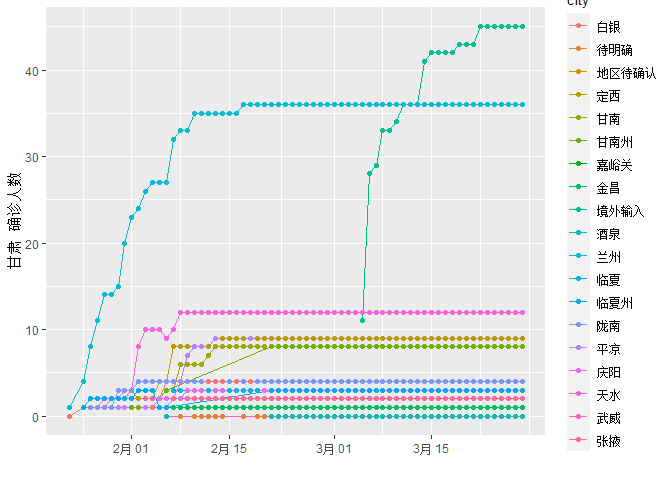 city
甘肃 确诊人数
40
30
20
10
0
2月 01
2月 15
3月 01
3月 15
白银
待明确
地区待确认
定西
甘南
甘南州
嘉峪关
金昌
境外输入
酒泉
兰州
临夏
临夏州
陇南
平凉
庆阳
天水
武威
张掖